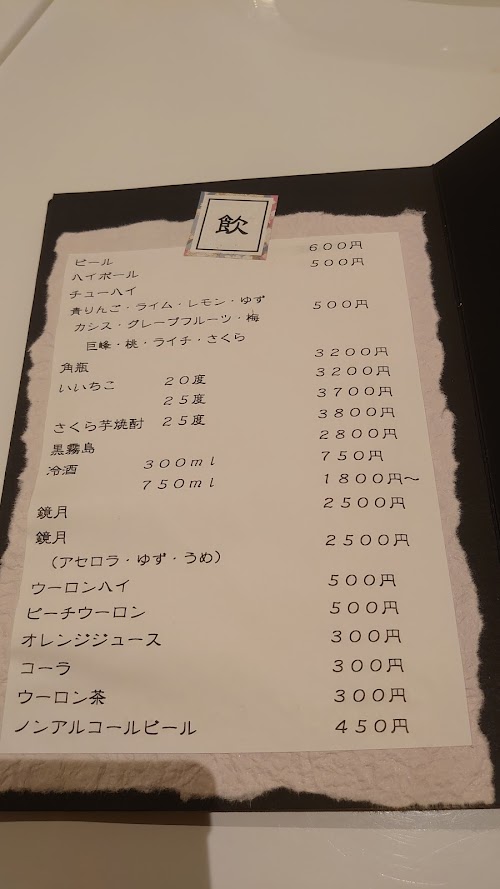 飲
ビール 600円
ハイボール 500円
チューハイ
青りんご・ライム・レモン・ゆず 500円
カシス・グレープフルーツ・梅
巨峰・桃・ライチ・さくら
角瓶 3200円
いいちこ 20度 3200円
25度 3700円
さくら芋焼酎 25度 3800円
黒霧島 2800円
冷酒 300ml 750円
750ml 1800円～
鏡月 2500円
鏡月 2500円
（アセロラ・ゆず・うめ）
ウーロンハイ 500円
ピーチウーロン 500円
オレンジジュース 300円
コーラ 300円
ウーロン茶 300円
ノンアルコールビール 450円